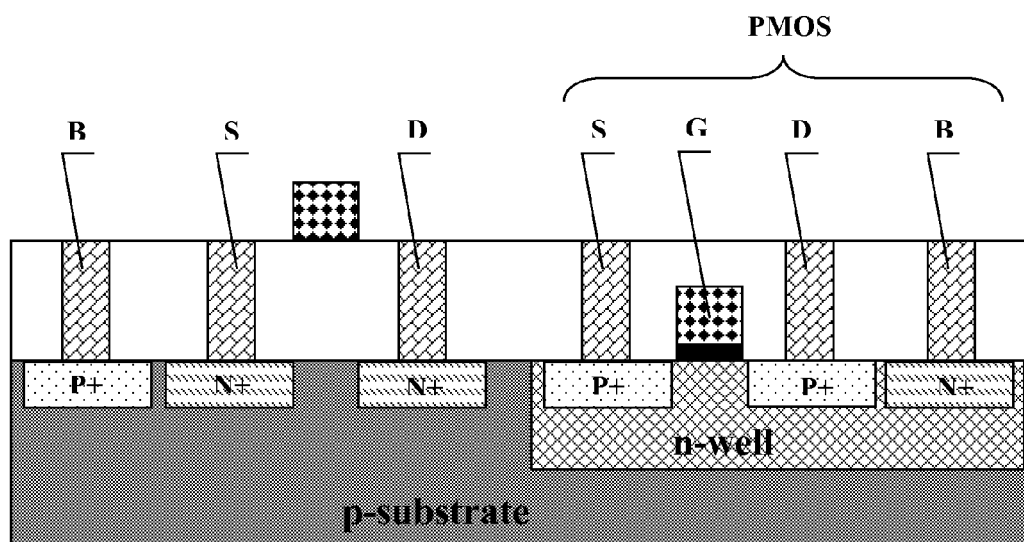 PMOS
B S D S G D B
P+ N+ N+ P+ P+ N+
n-well
p-substrate